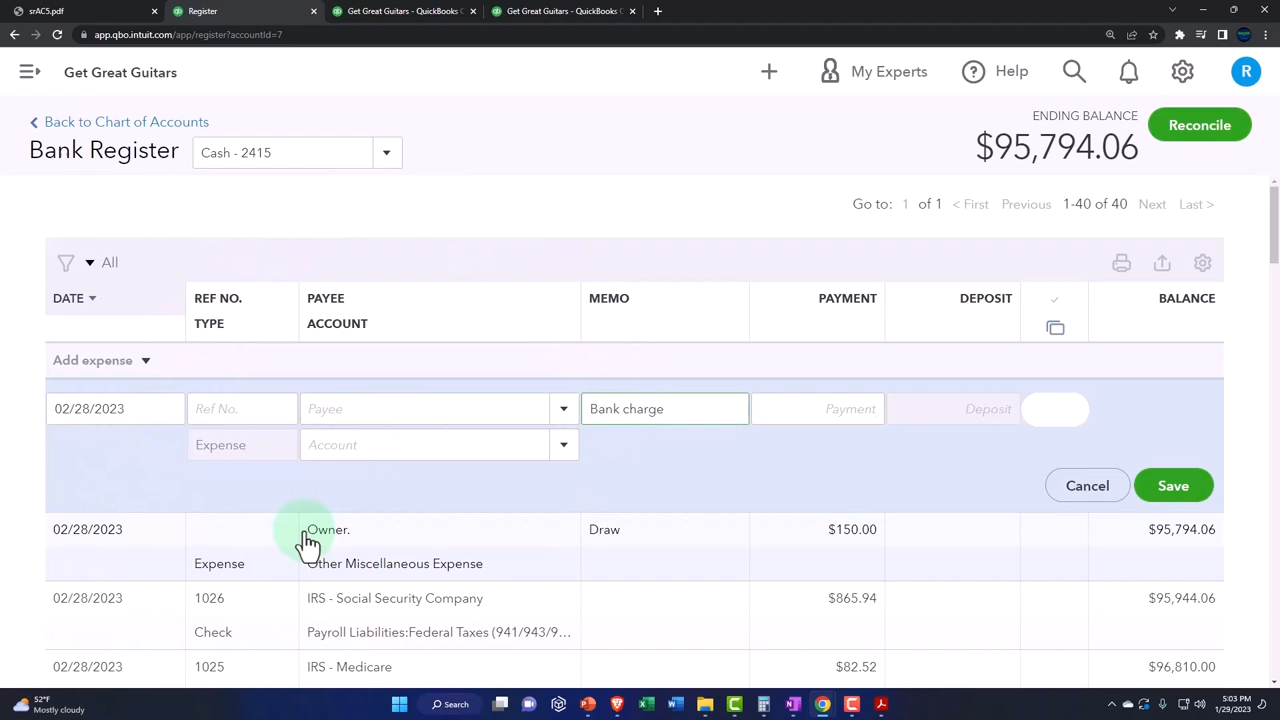 srAC5.pdf
Register
Great Guitars - QuickBooks
Get Great Guitars - QuickBooks
app.qbo.intuit.com/app/register?accountId=7
Get Great Guitars
My Experts
Help
R
Back to Chart of Accounts
Bank Register
Cash - 2415
ENDING BALANCE
$95,794.06
Reconcile
Go to: 1 of 1 < First Previous 1-40 of 40 Next Last >
All
DATE REF NO. PAYEE MEMO PAYMENT DEPOSIT BALANCE
TYPE ACCOUNT
Add expense
02/28/2023 Ref No. Payee Bank charge Payment Deposit
Expense Account
Cancel Save
02/28/2023 Owner. Draw $150.00 $95,794.06
Expense Other Miscellaneous Expense
02/28/2023 1026 IRS - Social Security Company $865.94 $95,944.06
Check Payroll Liabilities:Federal Taxes (941/943/9...
02/28/2023 1025 IRS - Medicare $82.52 $96,810.00
52°F
Mostly cloudy
Search
5:03 PM
1/29/2023